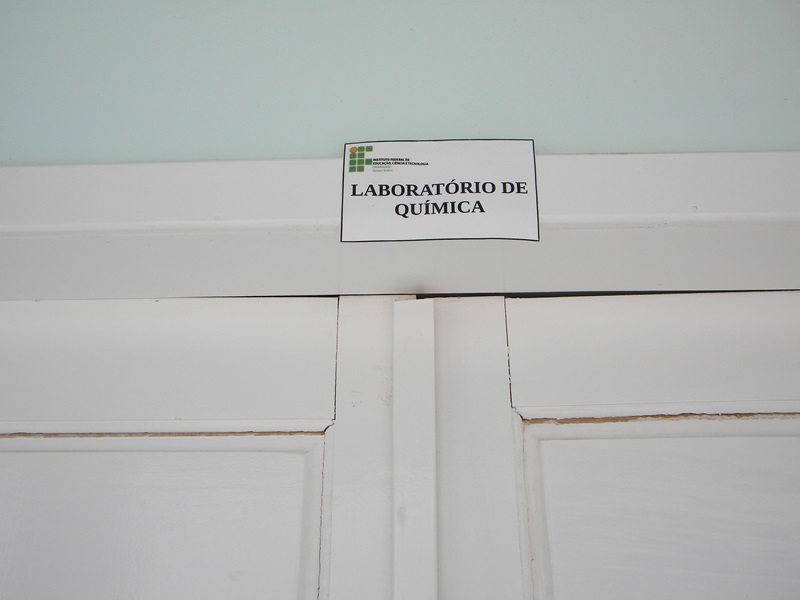 INSTITUTO FEDERAL DE
EDUCAÇÃO, CIÊNCIA E TECNOLOGIA
LABORATÓRIO DE
QUÍMICA